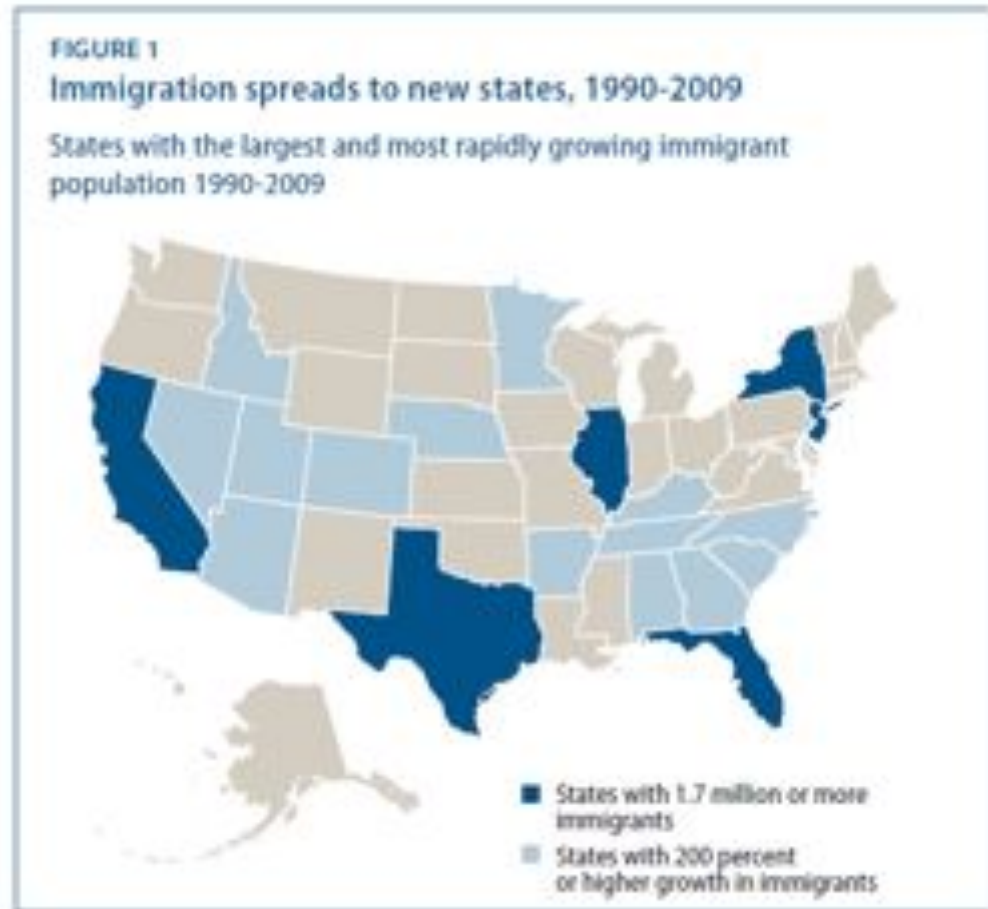 FIGURE 1
Immigration spreads to new states, 1990-2009
States with the largest and most rapidly growing immigrant
population 1990-2009
States with 1.7 million or more
immigrants
States with 200 percent
or higher growth in immigrants